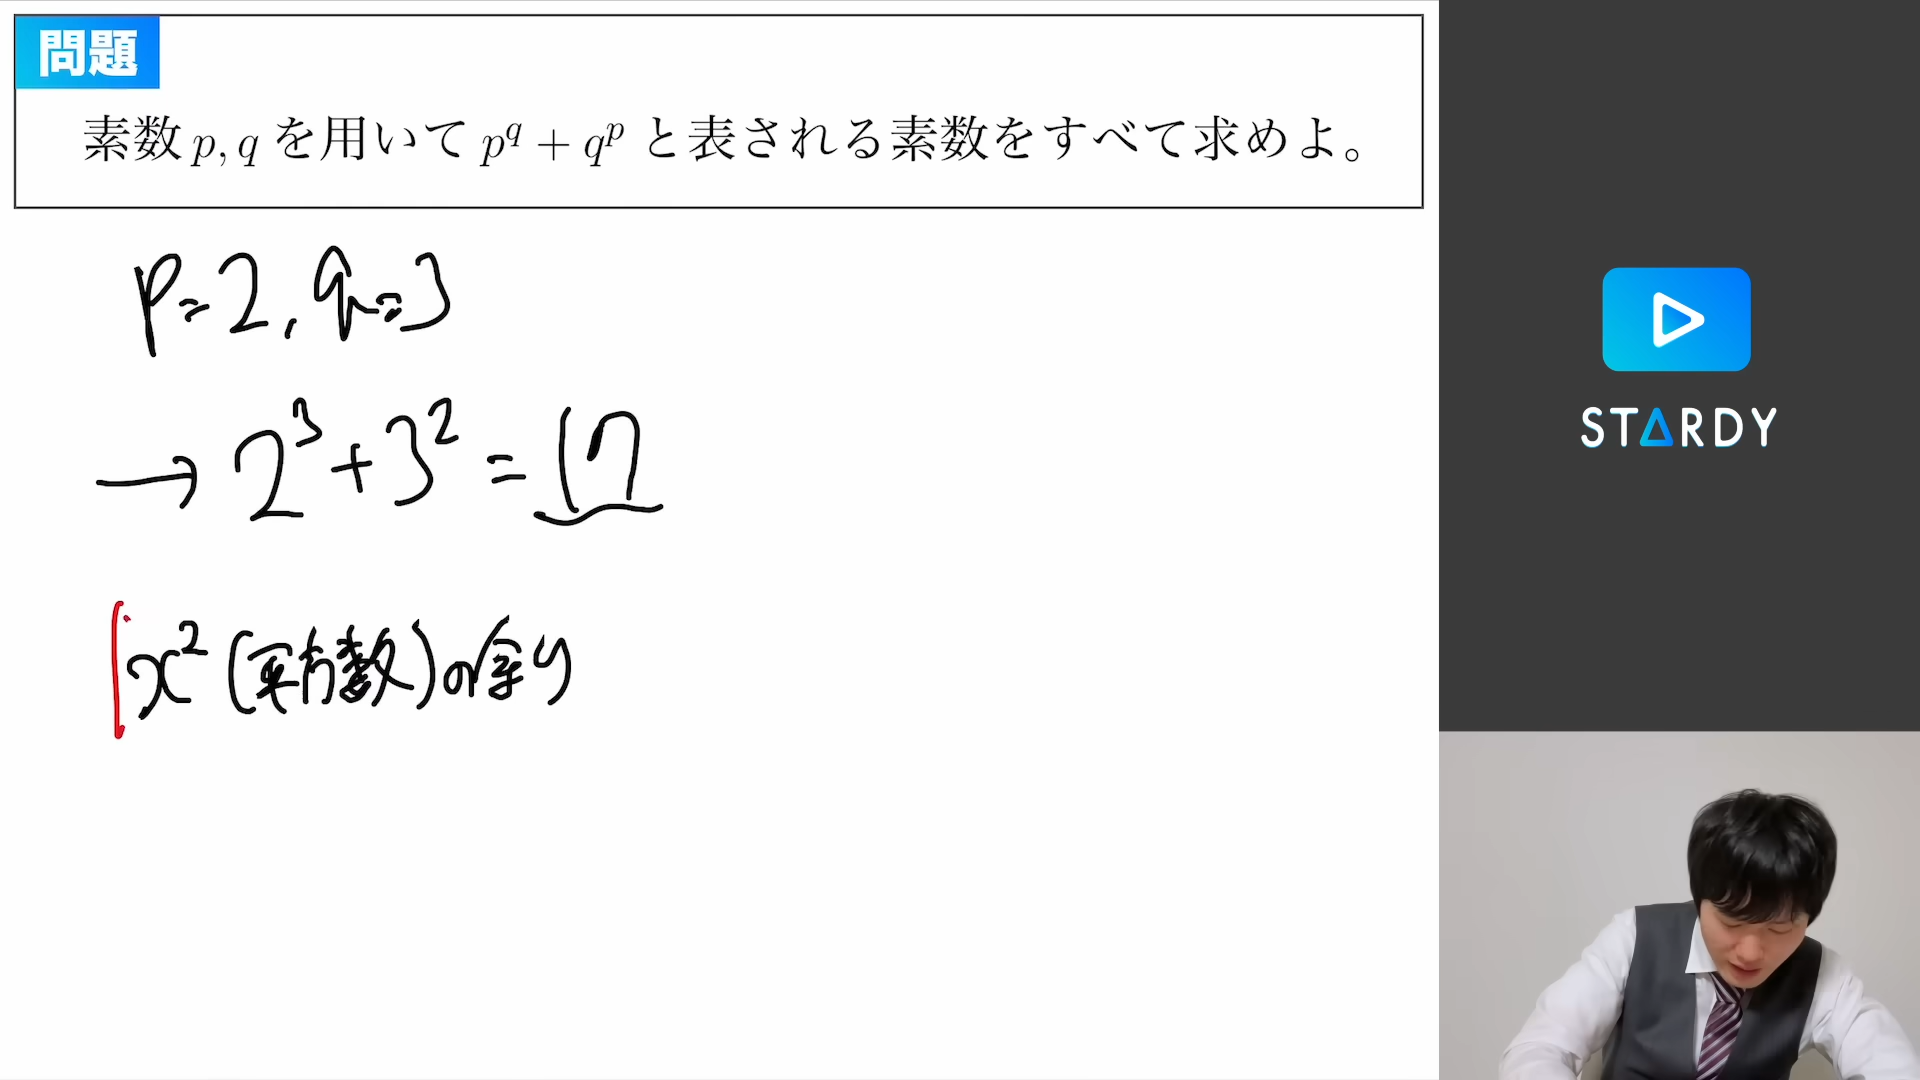 問題
素数 p, q を用いて p^q + q^p と表される素数をすべて求めよ。
p=2, q=3
→ 2^3+3^2=17
x^2(平方数)の余り
STARDY